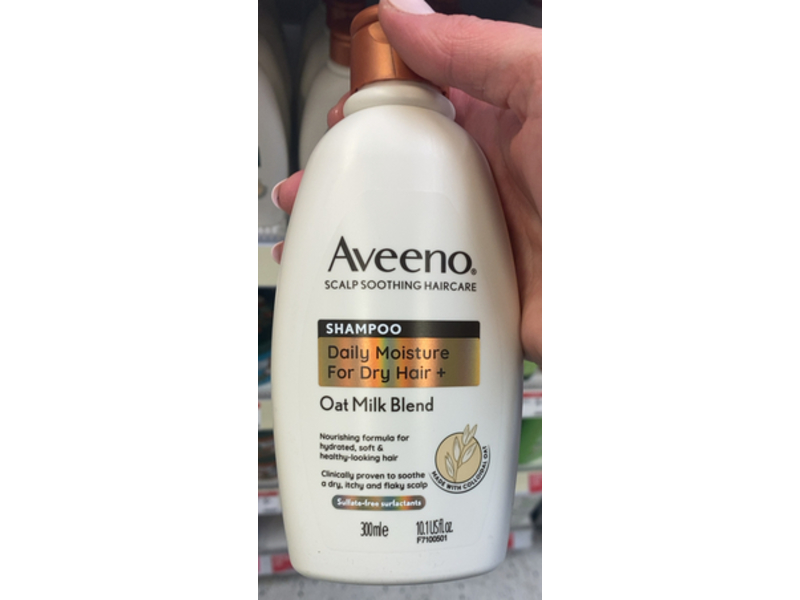 Aveeno®
SCALP SOOTHING HAIRCARE
SHAMPOO
Daily Moisture
For Dry Hair +
Oat Milk Blend
Nourishing formula for
hydrated, soft &
healthy-looking hair
Clinically proven to soothe
a dry, itchy and flaky scalp
MADE WITH COLLOIDAL OAT
Sulfate-free surfactants
300ml℮ 10.1 US fl.oz.
F7100501